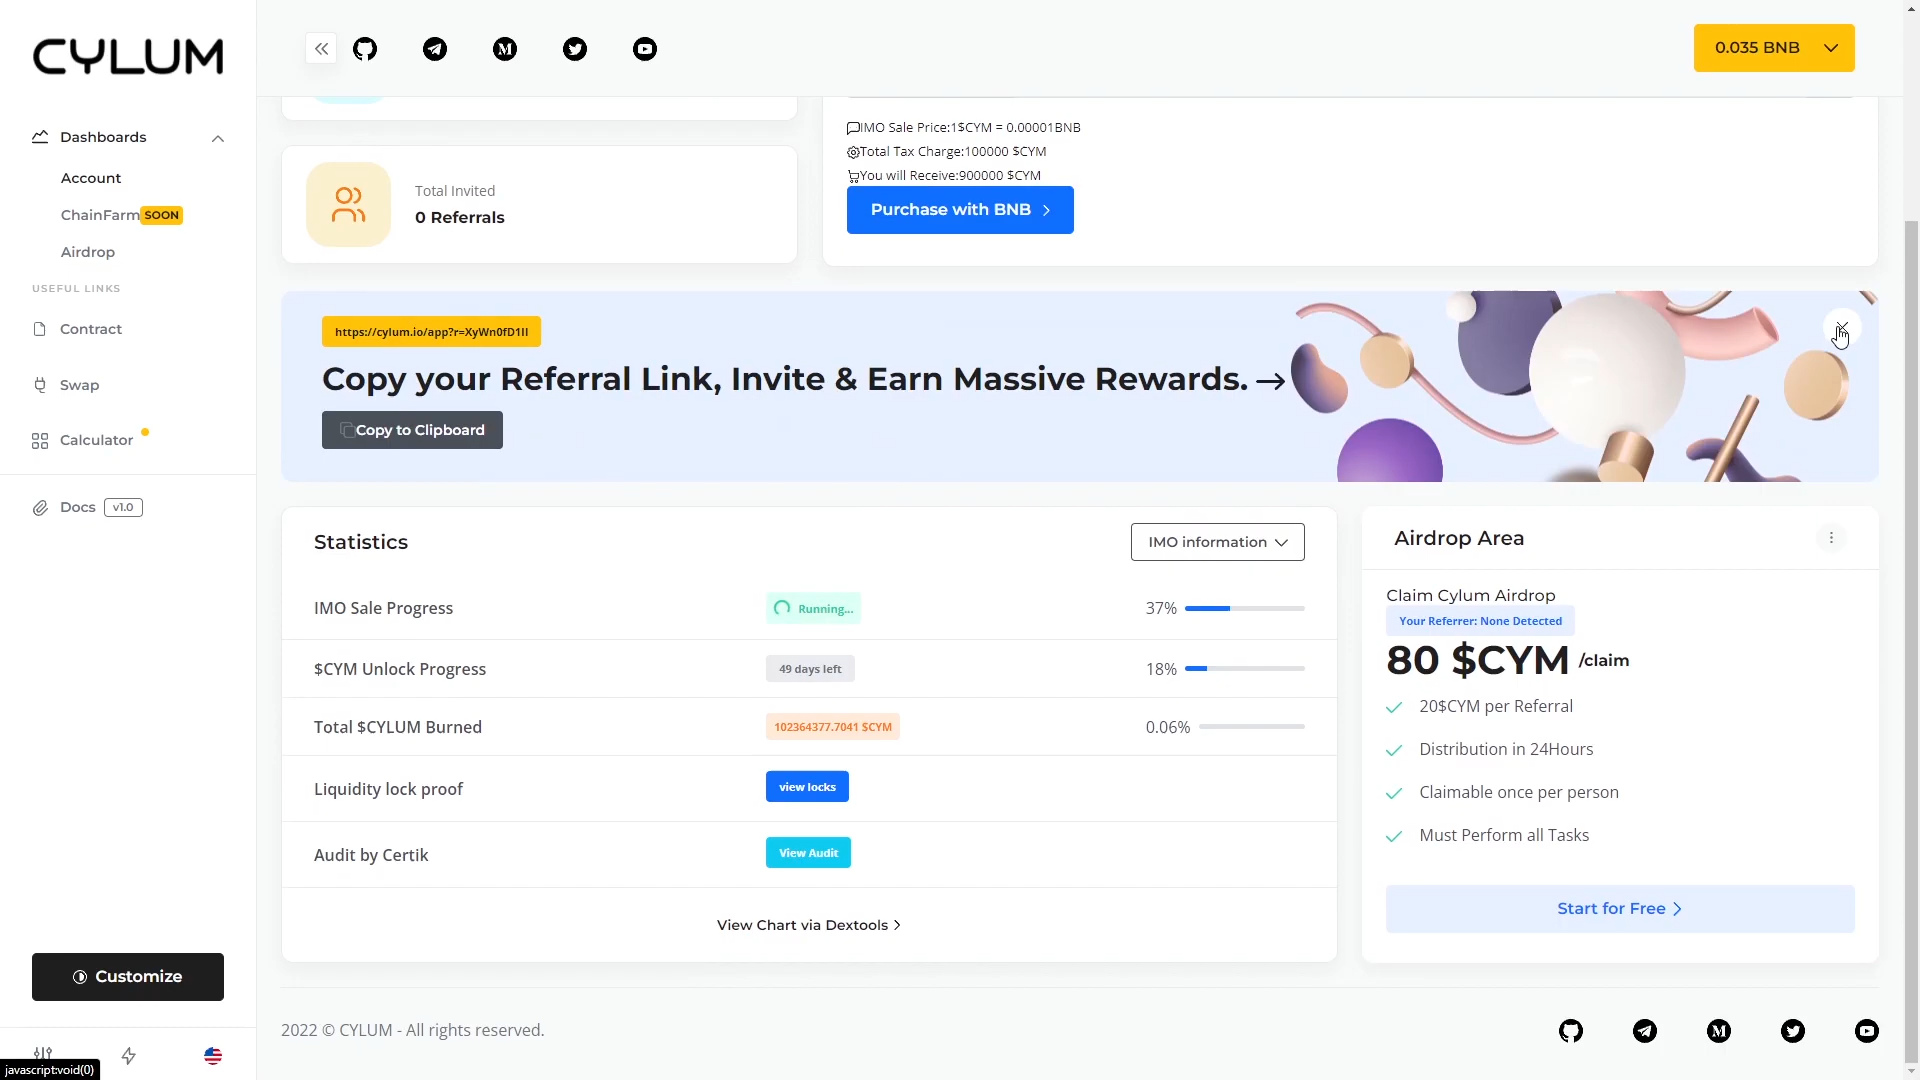 CYLUM
0.035 BNB
Dashboards
Account
ChainFarm SOON
Airdrop
USEFUL LINKS
Contract
Swap
Calculator
Docs v1.0
Customize
javascript:void(0)
Total Invited
0 Referrals
IMO Sale Price:1$CYM = 0.00001BNB
Total Tax Charge:100000 $CYM
You will Receive:900000 $CYM
Purchase with BNB
https://cylum.io/app?r=XyWn0fD1II
Copy your Referral Link, Invite & Earn Massive Rewards. →
Copy to Clipboard
Statistics
IMO information
IMO Sale Progress
Running...
37%
$CYM Unlock Progress
49 days left
18%
Total $CYLUM Burned
102364377.7041 $CYM
0.06%
Liquidity lock proof
view locks
Audit by Certik
View Audit
View Chart via Dextools
Airdrop Area
Claim Cylum Airdrop
Your Referrer: None Detected
80 $CYM /claim
20$CYM per Referral
Distribution in 24Hours
Claimable once per person
Must Perform all Tasks
Start for Free
2022 © CYLUM - All rights reserved.